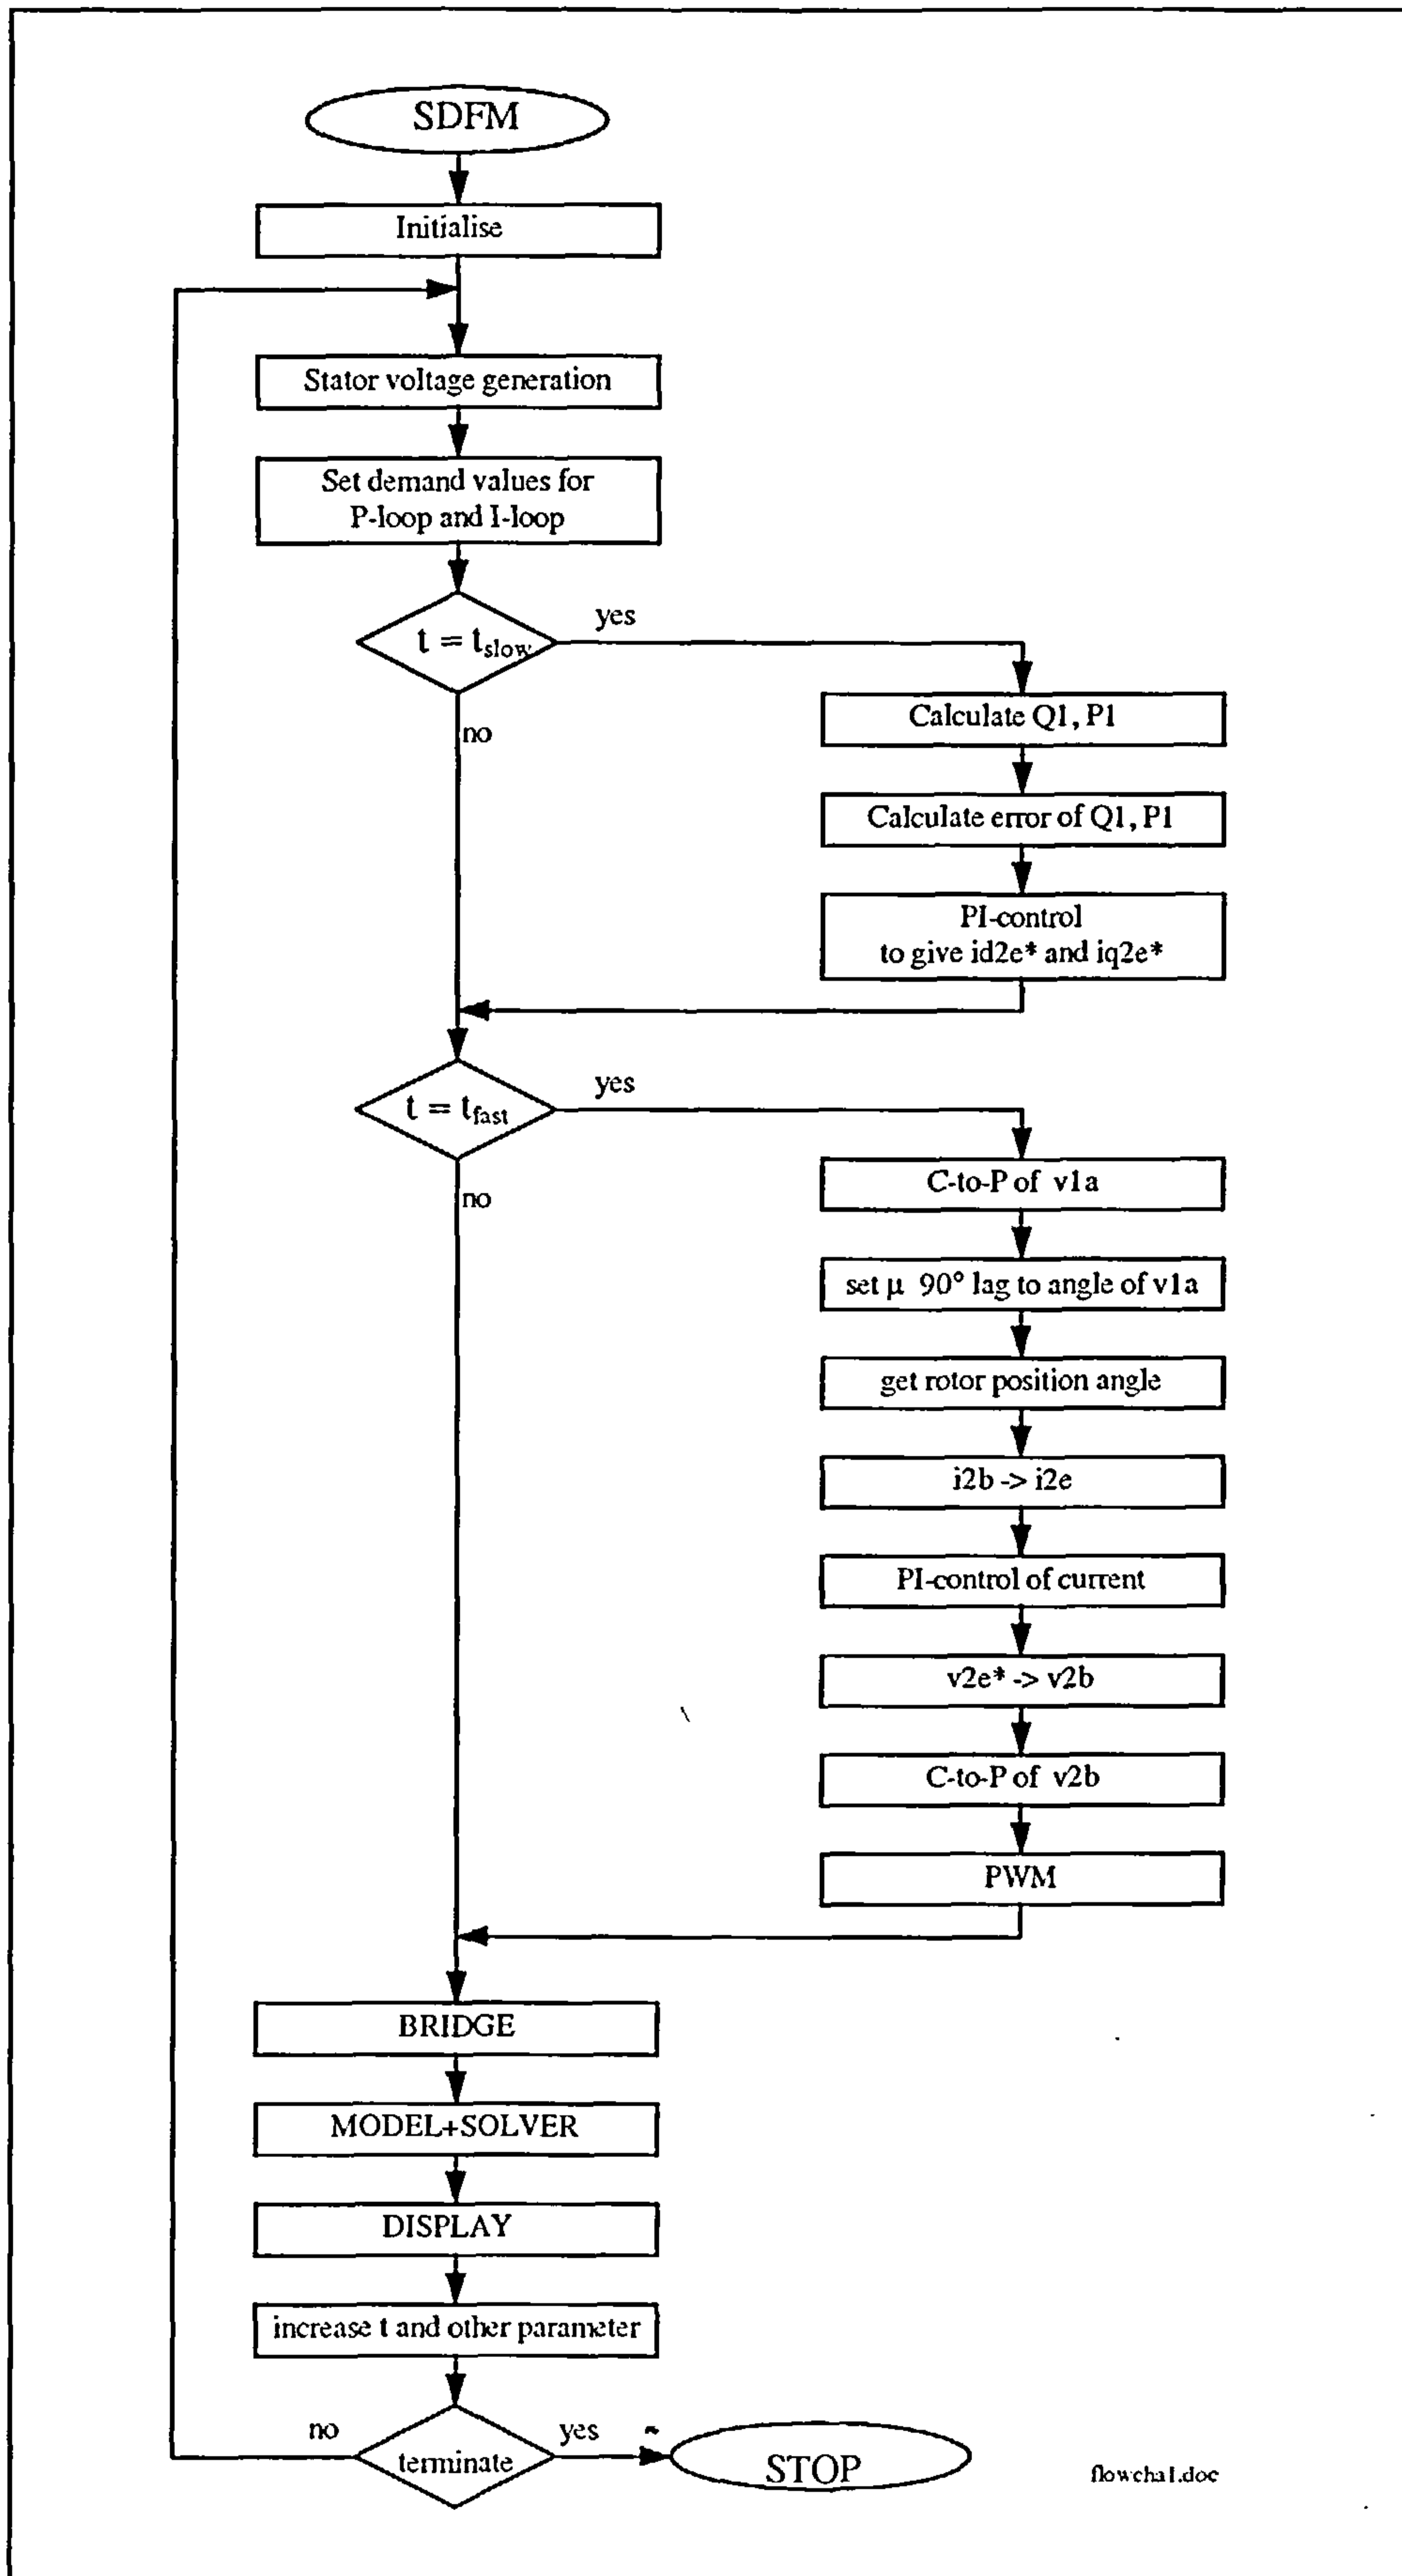 SDFM
Initialise
Stator voltage generation
Set demand values for
P-loop and I-loop
t = tslow
yes
no
Calculate Q1, P1
Calculate error of Q1, P1
PI-control
to give id2e* and iq2e*
t = tfast
yes
no
C-to-P of v1a
set μ 90° lag to angle of v1a
get rotor position angle
i2b -> i2e
PI-control of current
v2e* -> v2b
C-to-P of v2b
PWM
BRIDGE
MODEL+SOLVER
DISPLAY
increase t and other parameter
no
terminate
yes
STOP
flowcha1.doc